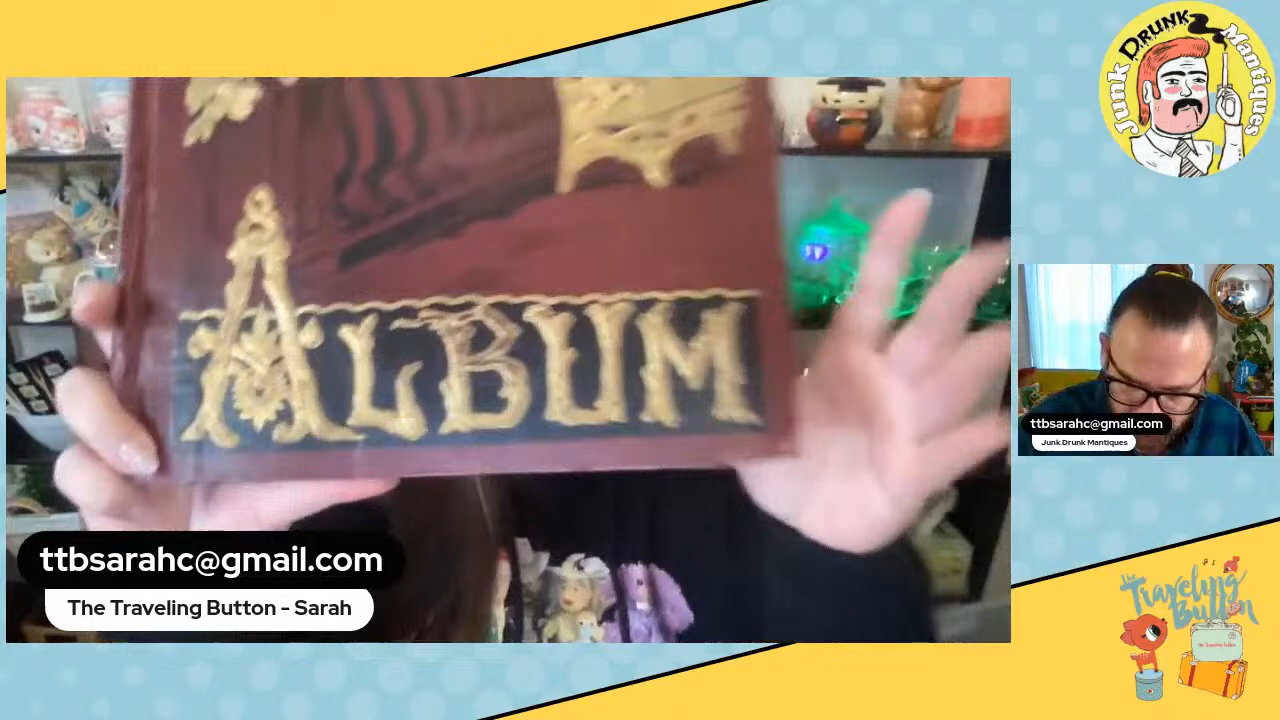 Junk Drunk Mantiques
ALBUM
ttbsarahc@gmail.com
The Traveling Button - Sarah
ttbsarahc@gmail.com
Junk Drunk Mantiques
the
Traveling
Button